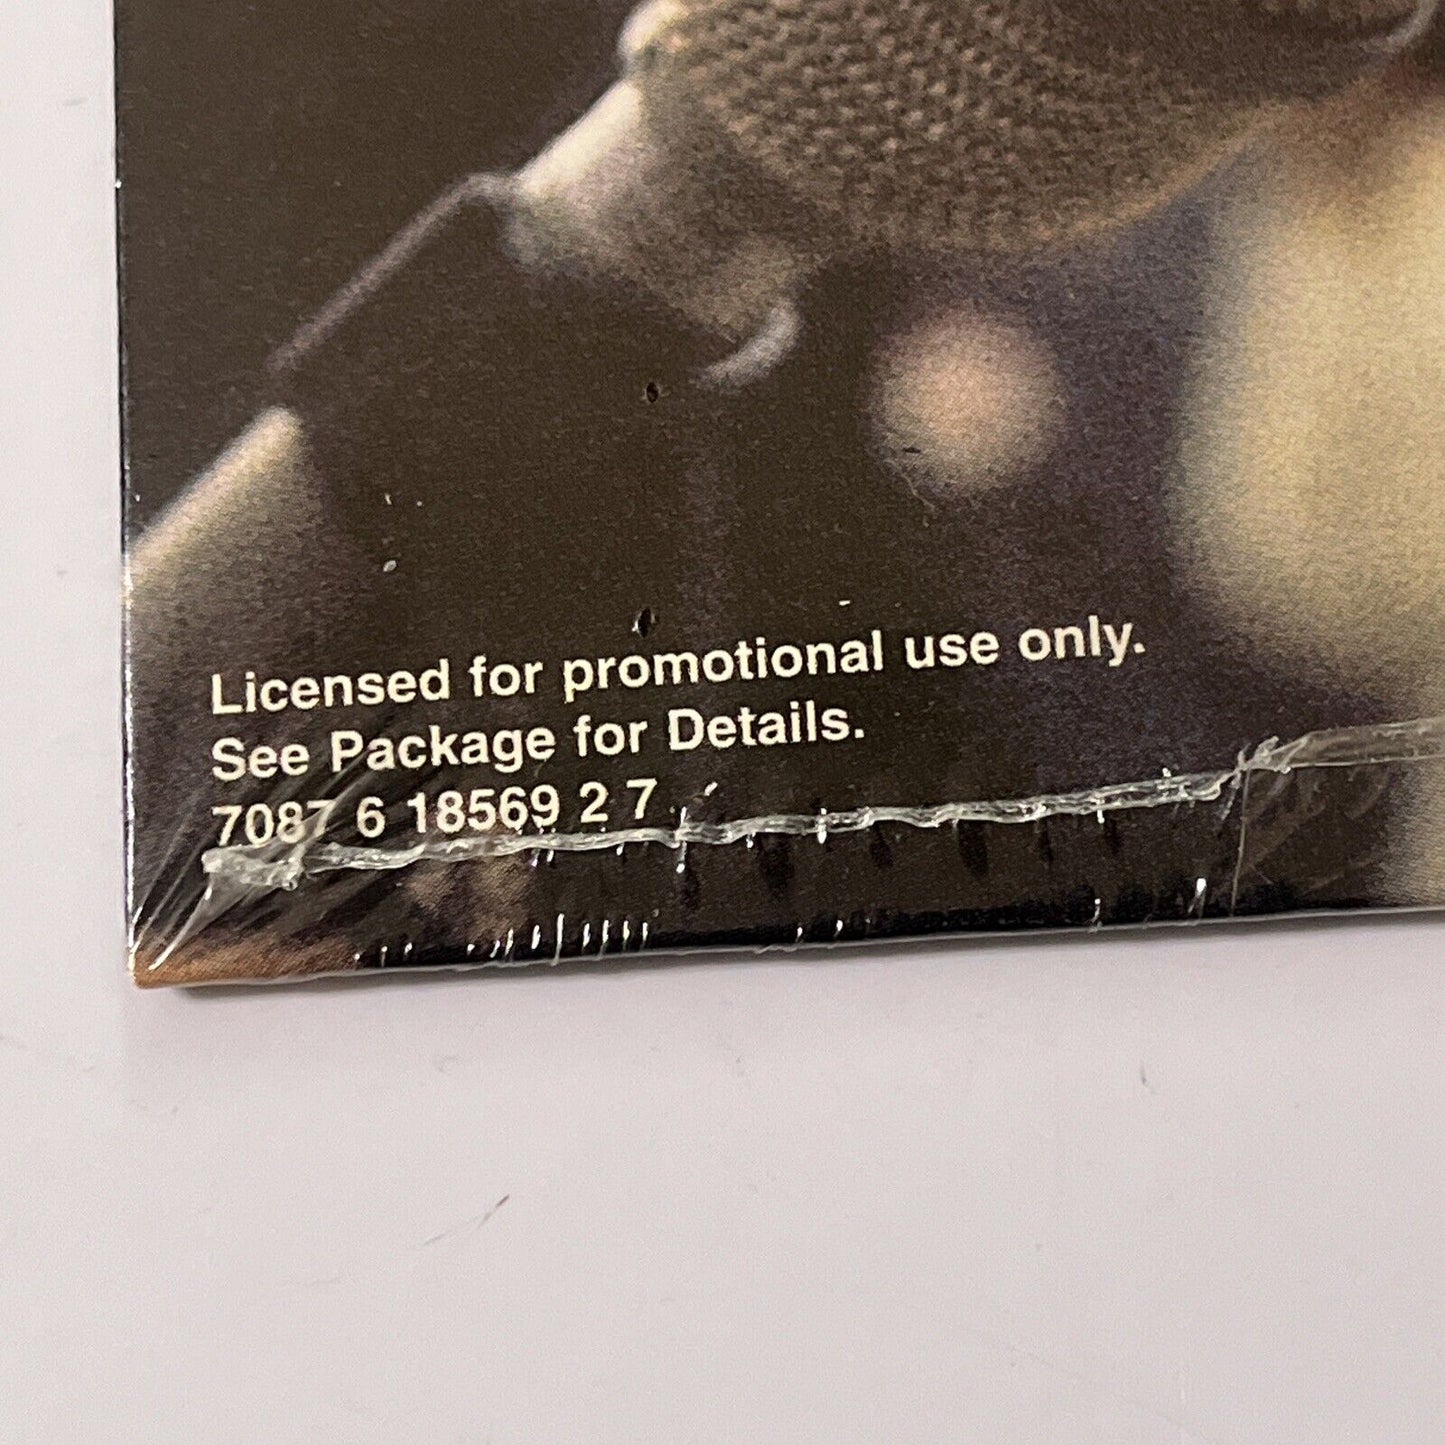 Licensed for promotional use only.
See Package for Details.
7087 6 18569 2 7